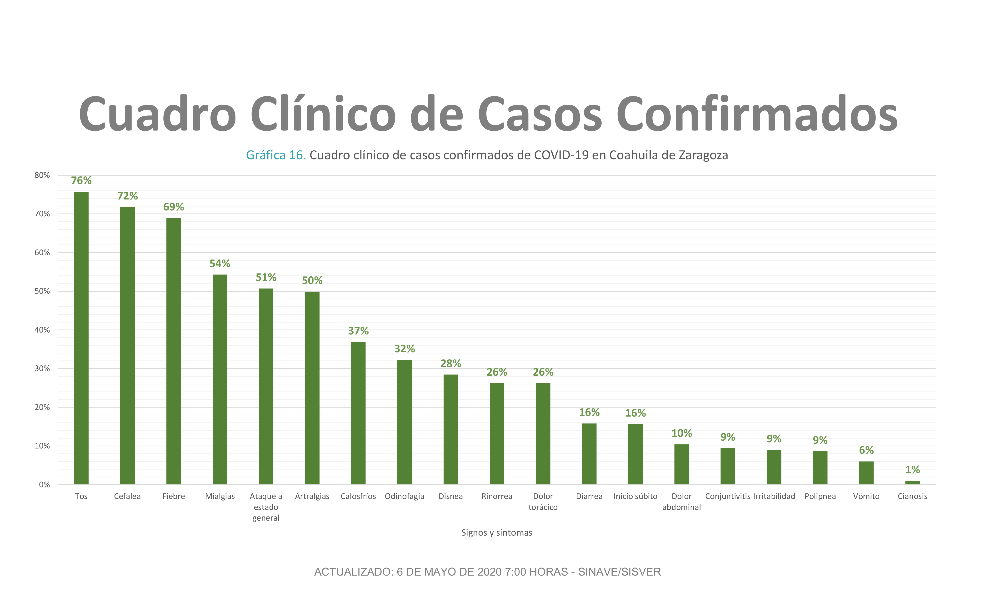 Cuadro Clínico de Casos Confirmados
Gráfica 16. Cuadro clínico de casos confirmados de COVID-19 en Coahuila de Zaragoza
80%
70%
60%
50%
40%
30%
20%
10%
0%
76%
72%
69%
54%
51%
50%
37%
32%
28%
26%
26%
16%
16%
10%
9%
9%
9%
6%
1%
Tos
Cefalea
Fiebre
Mialgias
Ataque a
estado
general
Artralgias
Calosfríos
Odinofagia
Disnea
Rinorrea
Dolor
torácico
Diarrea
Inicio súbito
Dolor
abdominal
Conjuntivitis
Irritabilidad
Polipnea
Vómito
Cianosis
Signos y síntomas
ACTUALIZADO: 6 DE MAYO DE 2020 7:00 HORAS - SINAVE/SISVER